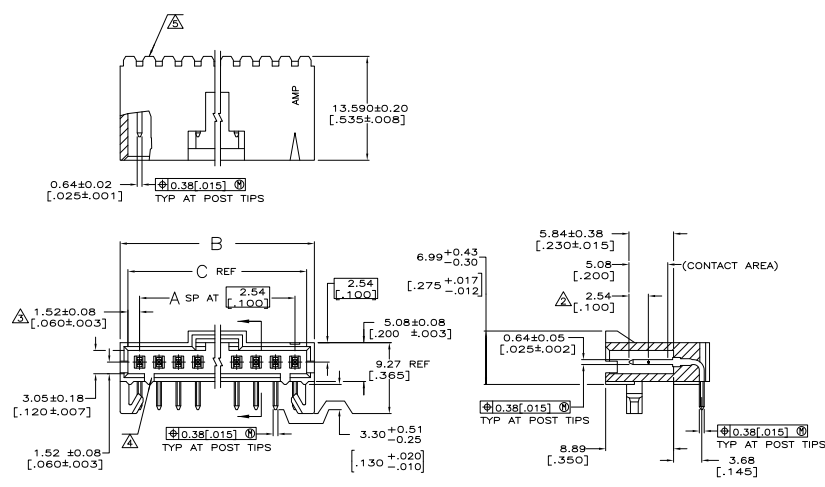 5
AMP
13.590±0.20
[.535±.008]
0.64±0.02
[.025±.001]
⌖ 0.38[.015] Ⓜ
TYP AT POST TIPS
B
C REF
A SP AT 2.54
[.100]
2.54
[.100]
3 1.52±0.08
[.060±.003]
5.08±0.08
[.200 ±.003]
9.27 REF
[.365]
3.05±0.18
[.120±.007]
4
⌖ 0.38[.015] Ⓜ
TYP AT POST TIPS
1.52 ±0.08
[.060±.003]
3.30 +0.51
-0.25
[.130 +.020
-.010]
5.84±0.38
[.230±.015]
6.99 +0.43
-0.30
[.275 +.017
-.012]
5.08
[.200]
(CONTACT AREA)
2 2.54
[.100]
0.64±0.05
[.025±.002]
⌖ 0.38[.015] Ⓜ
TYP AT POST TIPS
8.89
[.350]
⌖ 0.38[.015] Ⓜ
TYP AT POST TIPS
3.68
[.145]